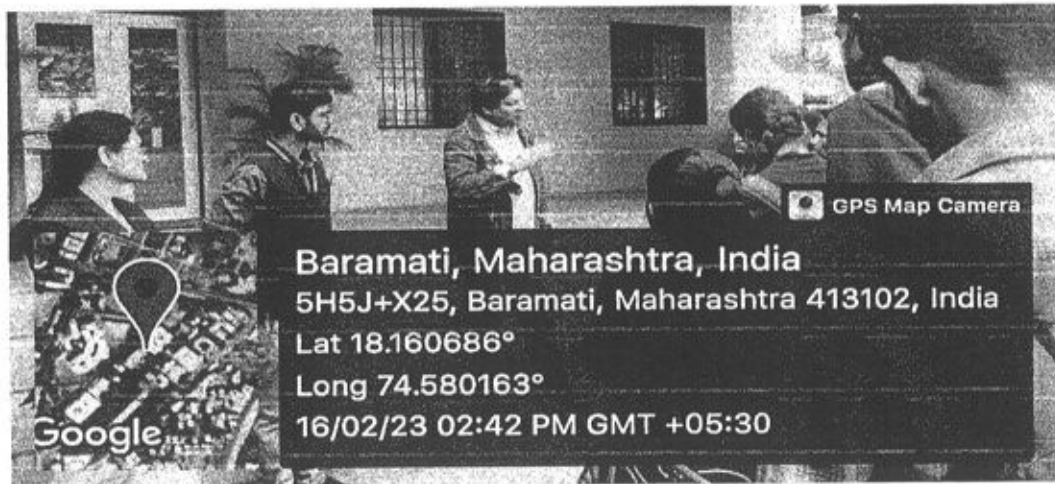 GPS Map Camera
Baramati, Maharashtra, India
5H5J+X25, Baramati, Maharashtra 413102, India
Lat 18.160686°
Long 74.580163°
16/02/23 02:42 PM GMT +05:30
Google